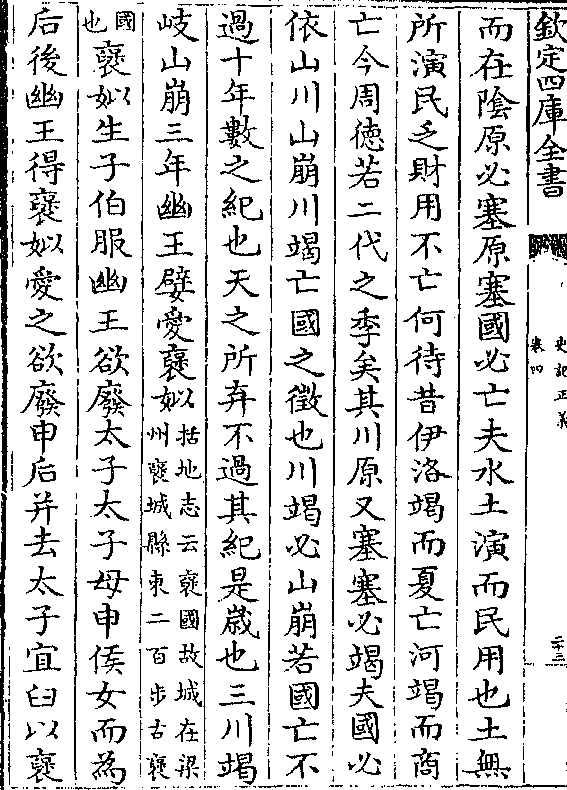 欽定四庫全書
史記正義
卷四
二十三
而在陰原必塞原塞國必亡夫水土演而民用也土無
所演民乏財用不亡何待昔伊洛竭而夏亡河竭而商
亡今周徳若二代之季矣其川原又塞塞必竭夫國必
依山川山崩川竭亡國之徵也川竭必山崩若國亡不
過十年數之紀也天之所弃不過其紀是嵗也三川竭
岐山崩三年幽王嬖愛襃姒括地志云襃國故城在梁州襃城縣東二百步古襃
國也襃姒生子伯服幽王欲廢太子太子母申侯女而為
后後幽王得襃姒愛之欲廢申后并去太子宜臼以襃